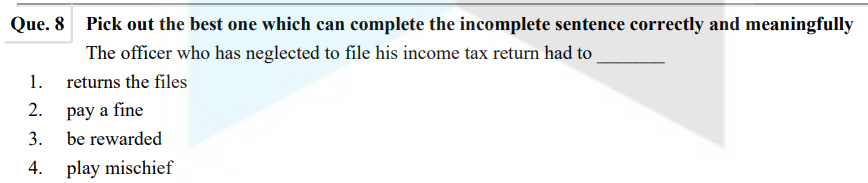 Que. 8 Pick out the best one which can complete the incomplete sentence correctly and meaningfully
The officer who has neglected to file his income tax return had to _______
1. returns the files
2. pay a fine
3. be rewarded
4. play mischief